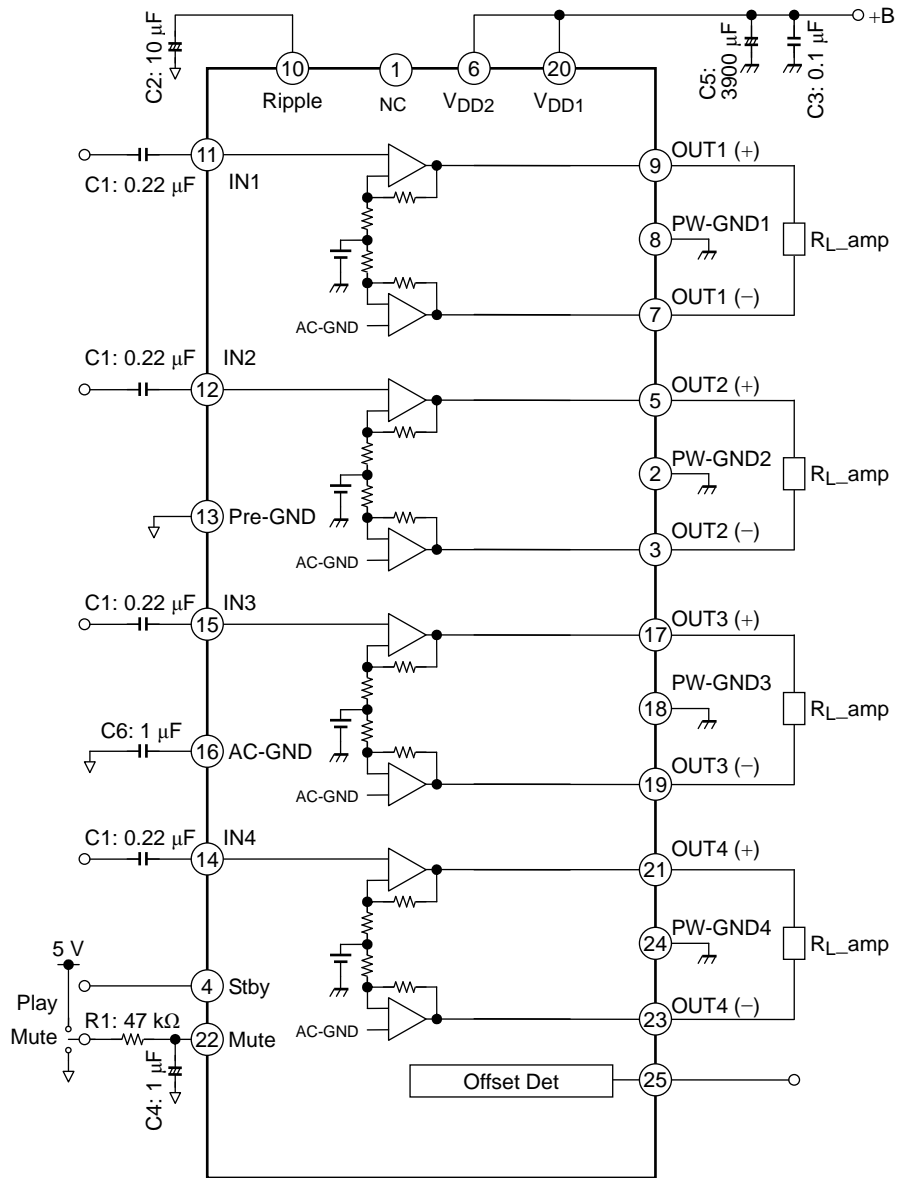 C2: 10 μF
+B
C5: 3900 μF
C3: 0.1 μF
10
1
6
20
Ripple
NC
VDD2
VDD1
11
IN1
C1: 0.22 μF
9
OUT1 (+)
8
PW-GND1
RL_amp
OUT1 (−)
7
AC-GND
C1: 0.22 μF
IN2
12
OUT2 (+)
5
PW-GND2
2
RL_amp
13
Pre-GND
OUT2 (−)
3
AC-GND
C1: 0.22 μF
IN3
15
OUT3 (+)
17
PW-GND3
18
RL_amp
C6: 1 μF
16
AC-GND
OUT3 (−)
19
AC-GND
C1: 0.22 μF
IN4
14
OUT4 (+)
21
PW-GND4
24
RL_amp
5 V
4
Stby
Play
Mute
R1: 47 kΩ
22
Mute
C4: 1 μF
OUT4 (−)
23
AC-GND
Offset Det
25